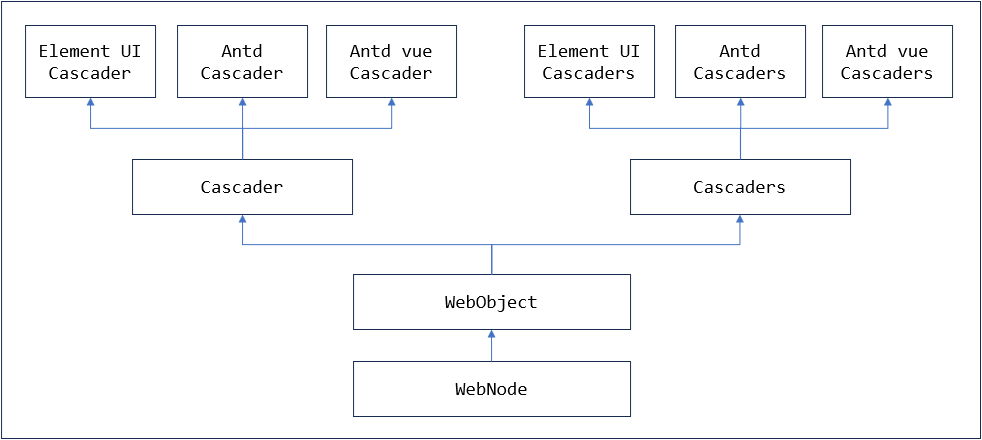 Element UI
Cascader
Antd
Cascader
Antd vue
Cascader
Element UI
Cascaders
Antd
Cascaders
Antd vue
Cascaders
Cascader
Cascaders
WebObject
WebNode